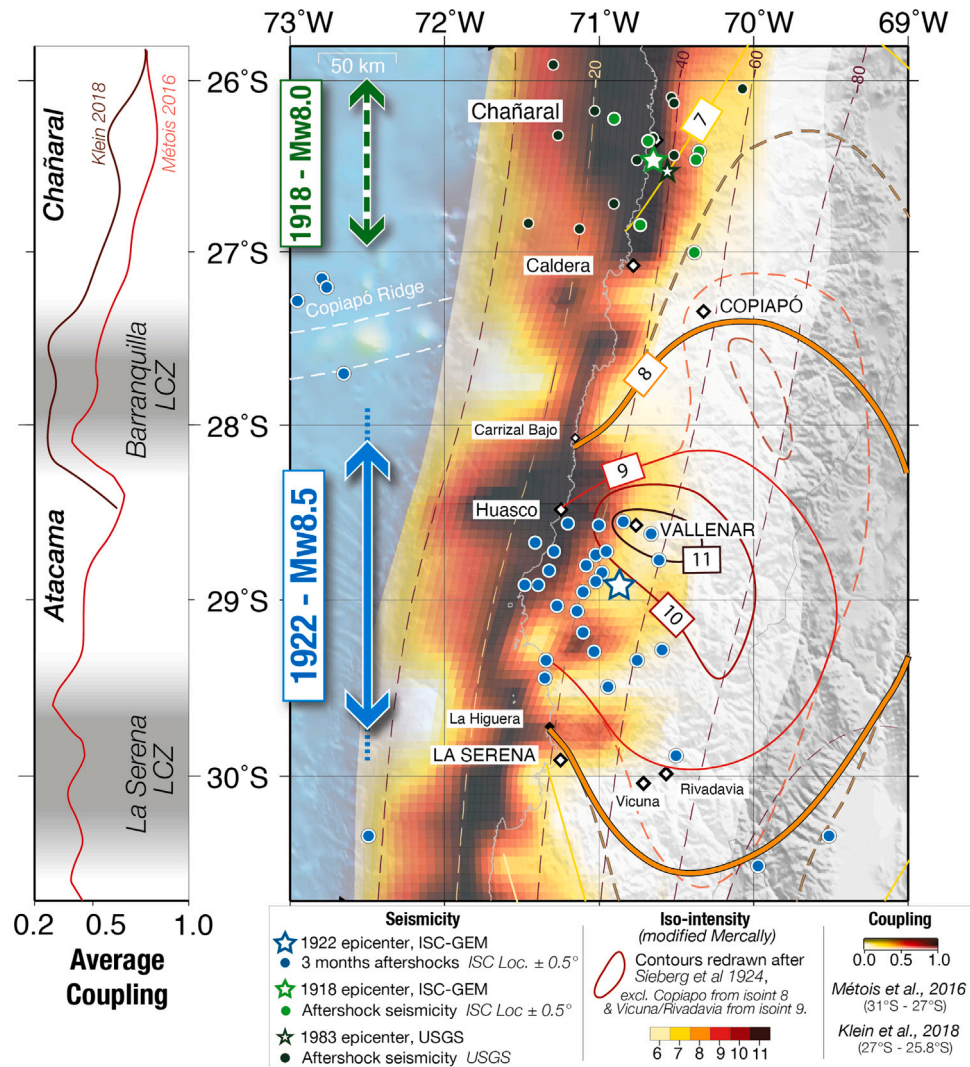 73°W 72°W 71°W 70°W 69°W
50 km
26°S
27°S
28°S
29°S
30°S
Chañaral
Klein 2018
Métois 2016
Barranquilla
LCZ
Atacama
La Serena
LCZ
0.2 0.5 1.0
Average
Coupling
1918 - Mw8.0
1922 - Mw8.5
Chañaral
-20
-40
-60
-80
7
Caldera
Copiapó Ridge
COPIAPÓ
8
Carrizal Bajo
9
Huasco
VALLENAR
11
10
La Higuera
LA SERENA
Vicuna
Rivadavia
Seismicity
1922 epicenter, ISC-GEM
3 months aftershocks ISC Loc. ± 0.5°
1918 epicenter, ISC-GEM
Aftershock seismicity ISC Loc ± 0.5°
1983 epicenter, USGS
Aftershock seismicity USGS
Iso-intensity
(modified Mercally)
Contours redrawn after
Sieberg et al 1924,
excl. Copiapo from isoint 8
& Vicuna/Rivadavia from isoint 9.
6 7 8 9 10 11
Coupling
0.0 0.5 1.0
Métois et al., 2016
(31°S - 27°S)
Klein et al., 2018
(27°S - 25.8°S)